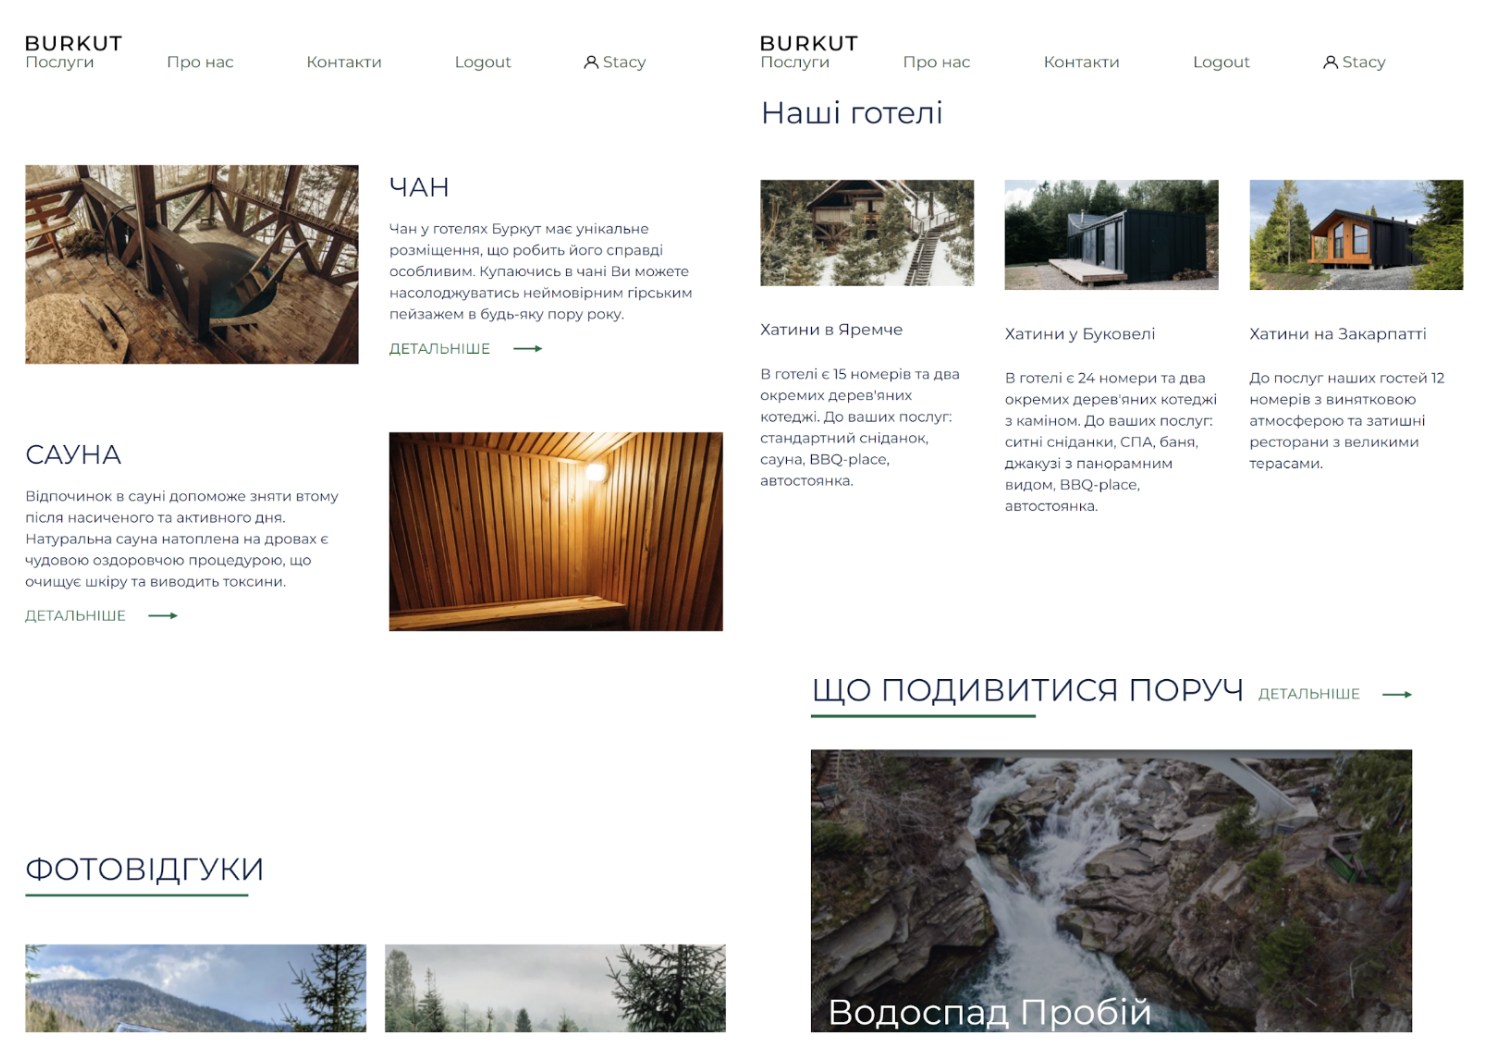 BURKUT
Послуги Про нас Контакти Logout Stacy
ЧАН
Чан у готелях Буркут має унікальне
розміщення, що робить його справді
особливим. Купаючись в чані Ви можете
насолоджуватись неймовірним гірським
пейзажем в будь-яку пору року.
ДЕТАЛЬНІШЕ
САУНА
Відпочинок в сауні допоможе зняти втому
після насиченого та активного дня.
Натуральна сауна натоплена на дровах є
чудовою оздоровчою процедурою, що
очищує шкіру та виводить токсини.
ДЕТАЛЬНІШЕ
ФОТОВІДГУКИ
BURKUT
Послуги Про нас Контакти Logout Stacy
Наші готелі
Хатини в Яремче
В готелі є 15 номерів та два
окремих дерев'яних
котеджі. До ваших послуг:
стандартний сніданок,
сауна, BBQ-place,
автостоянка.
Хатини у Буковелі
В готелі є 24 номери та два
окремих дерев'яних котеджі
з каміном. До ваших послуг:
ситні сніданки, СПА, баня,
джакузі з панорамним
видом, BBQ-place,
автостоянка.
Хатини на Закарпатті
До послуг наших гостей 12
номерів з винятковою
атмосферою та затишні
ресторани з великими
терасами.
ЩО ПОДИВИТИСЯ ПОРУЧ ДЕТАЛЬНІШЕ
Водоспад Пробій